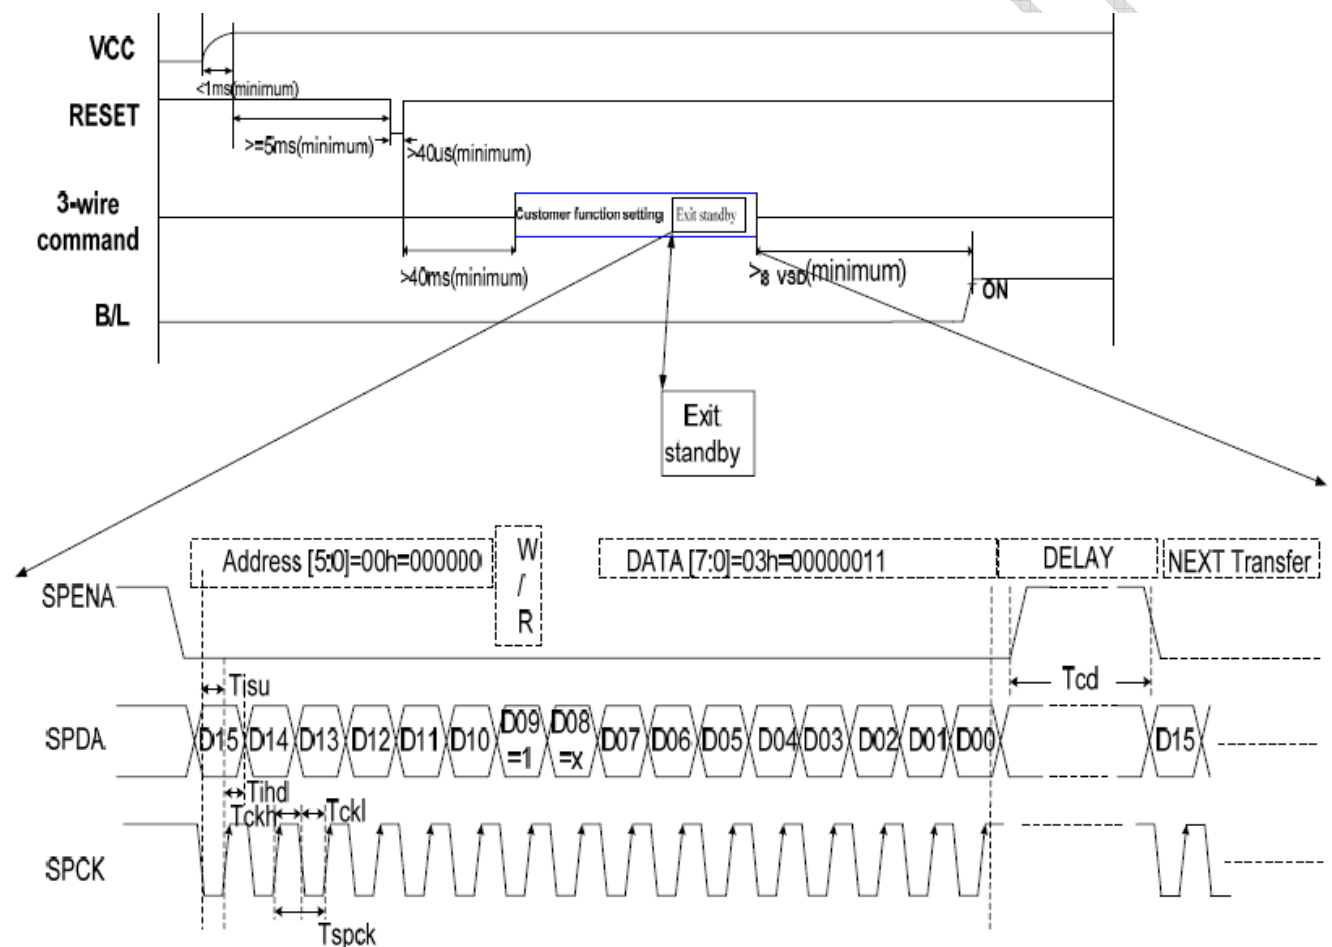 VCC
<1ms(minimum)
RESET
>=5ms(minimum)
>40us(minimum)
3-wire
command
Customer function setting
Exit standby
>40ms(minimum)
>8 VSD(minimum)
ON
B/L
Exit
standby
Address [5:0]=00h=000000
W
/
R
DATA [7:0]=03h=00000011
DELAY
NEXT Transfer
SPENA
Tisu
Tcd
SPDA
D15 D14 D13 D12 D11 D10 D09 =1 D08 =x D07 D06 D05 D04 D03 D02 D01 D00 D15
Tihd
Tckh Tckl
SPCK
Tspck